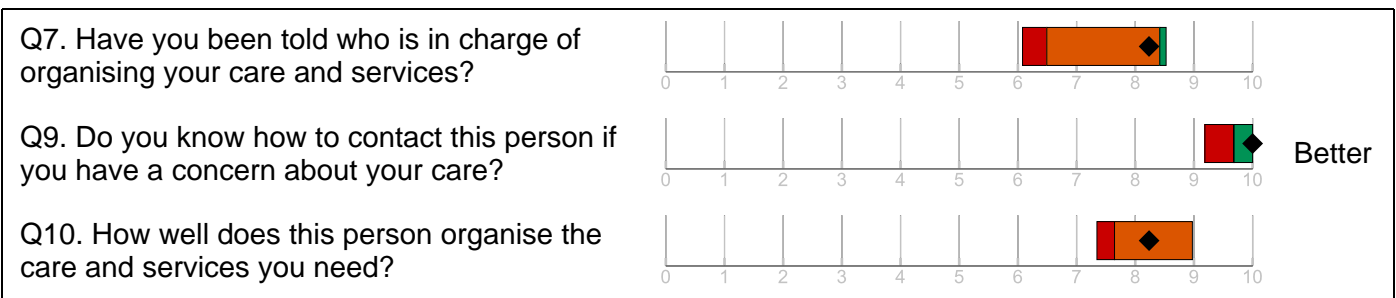 Q7. Have you been told who is in charge of
organising your care and services?
0 1 2 3 4 5 6 7 8 9 10
Q9. Do you know how to contact this person if
you have a concern about your care?
Better
0 1 2 3 4 5 6 7 8 9 10
Q10. How well does this person organise the
care and services you need?
0 1 2 3 4 5 6 7 8 9 10